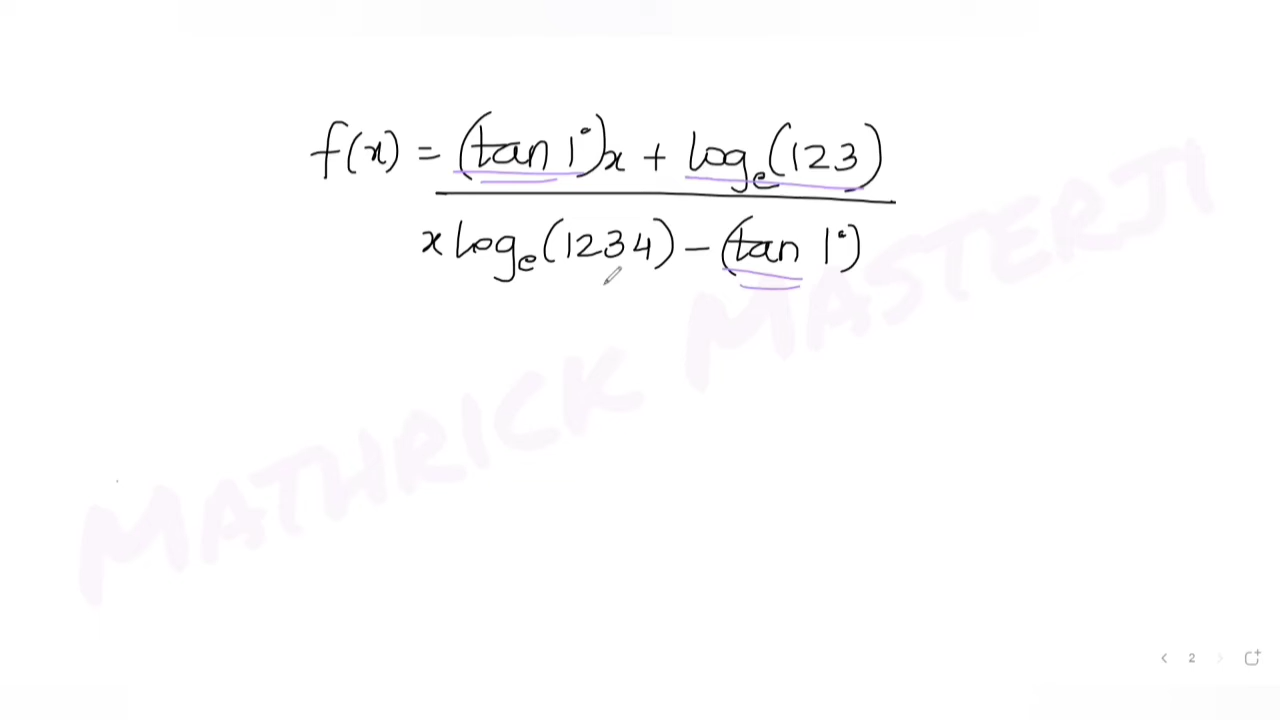 f(x) = (tan 1°)x + logₑ(123)
x logₑ(1234) − (tan 1°)
MATHRICK MASTERJI
2